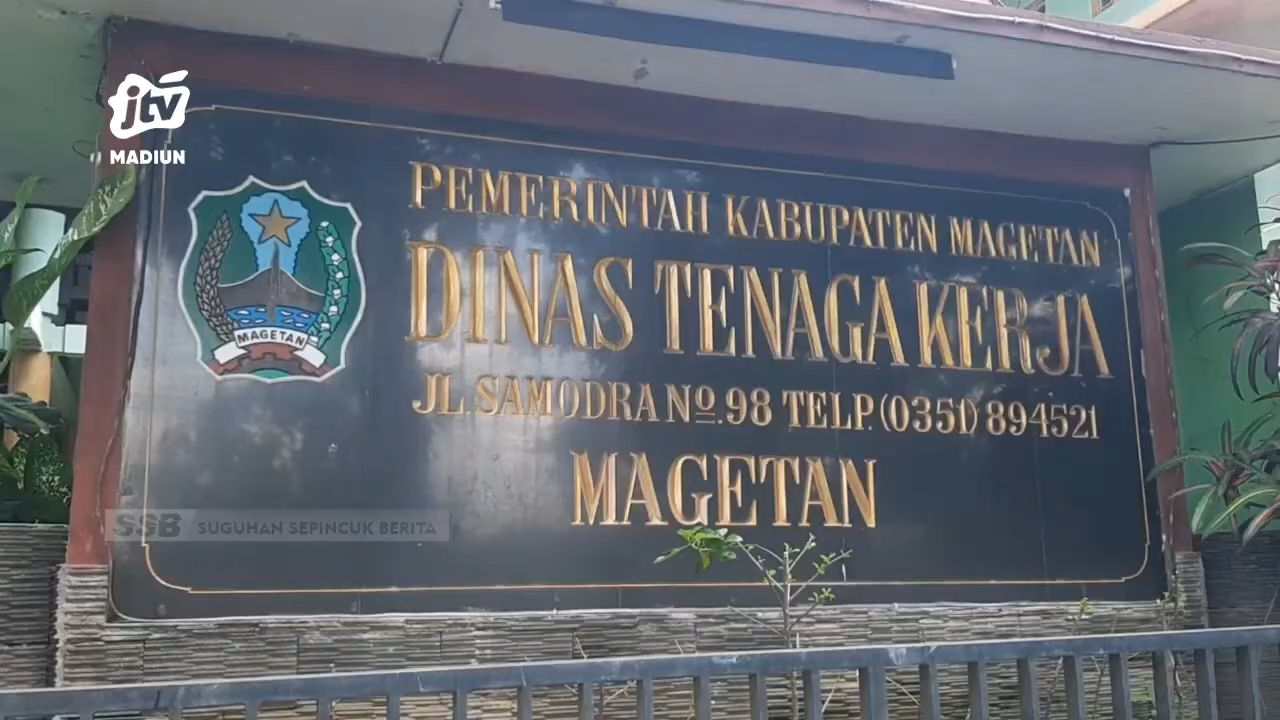 jtv
MADIUN
PEMERINTAH KABUPATEN MAGETAN
DINAS TENAGA KERJA
JL. SAMODRA Nº. 98 TELP. (0351) 894521
MAGETAN
MAGETAN
SSB SUGUHAN SEPINCUK BERITA